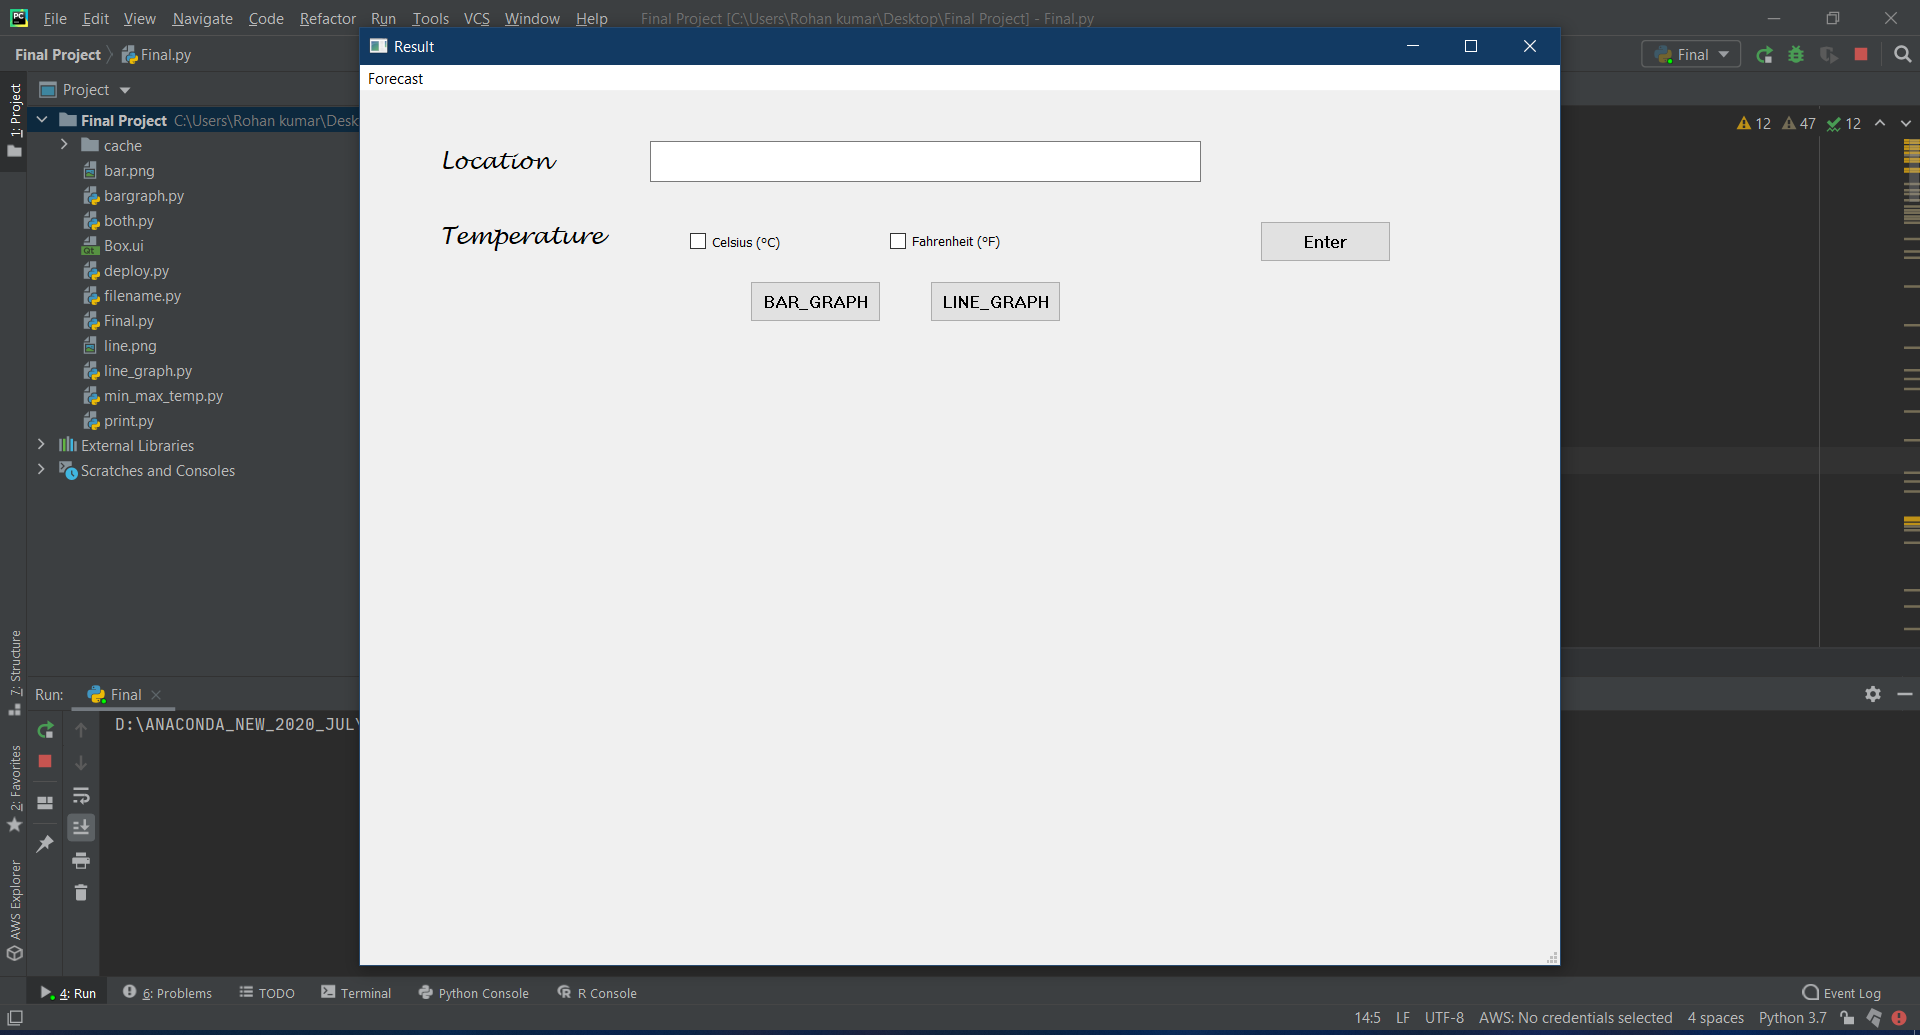 File Edit View Navigate Code Refactor Run Tools VCS Window Help Final Project [C:\Users\Rohan kumar\Desktop\Final Project] - Final.py
Final Project Final.py
Final
Result
Forecast
Project
Final Project C:\Users\Rohan kumar\Desk
cache
bar.png
bargraph.py
both.py
Box.ui
deploy.py
filename.py
Final.py
line.png
line_graph.py
min_max_temp.py
print.py
External Libraries
Scratches and Consoles
12 47 12
Location
Temperature
Celsius (ºC)
Fahrenheit (ºF)
Enter
BAR_GRAPH
LINE_GRAPH
1: Project
7: Structure
2: Favorites
AWS Explorer
Run: Final
D:\ANACONDA_NEW_2020_JUL
4: Run 6: Problems TODO Terminal Python Console R Console Event Log
14:5 LF UTF-8 AWS: No credentials selected 4 spaces Python 3.7